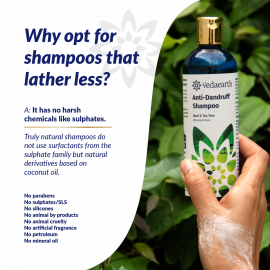 Why opt for
shampoos that
lather less?
A: It has no harsh
chemicals like sulphates.
Truly natural shampoos do
not use surfactants from the
sulphate family but natural
derivatives based on
coconut oil.
No parabens
No sulphates/SLS
No silicones
No animal by products
No animal cruelty
No artificial fragrance
No petroleum
No mineral oil
vedaearth
Anti-Dandruff
Shampoo